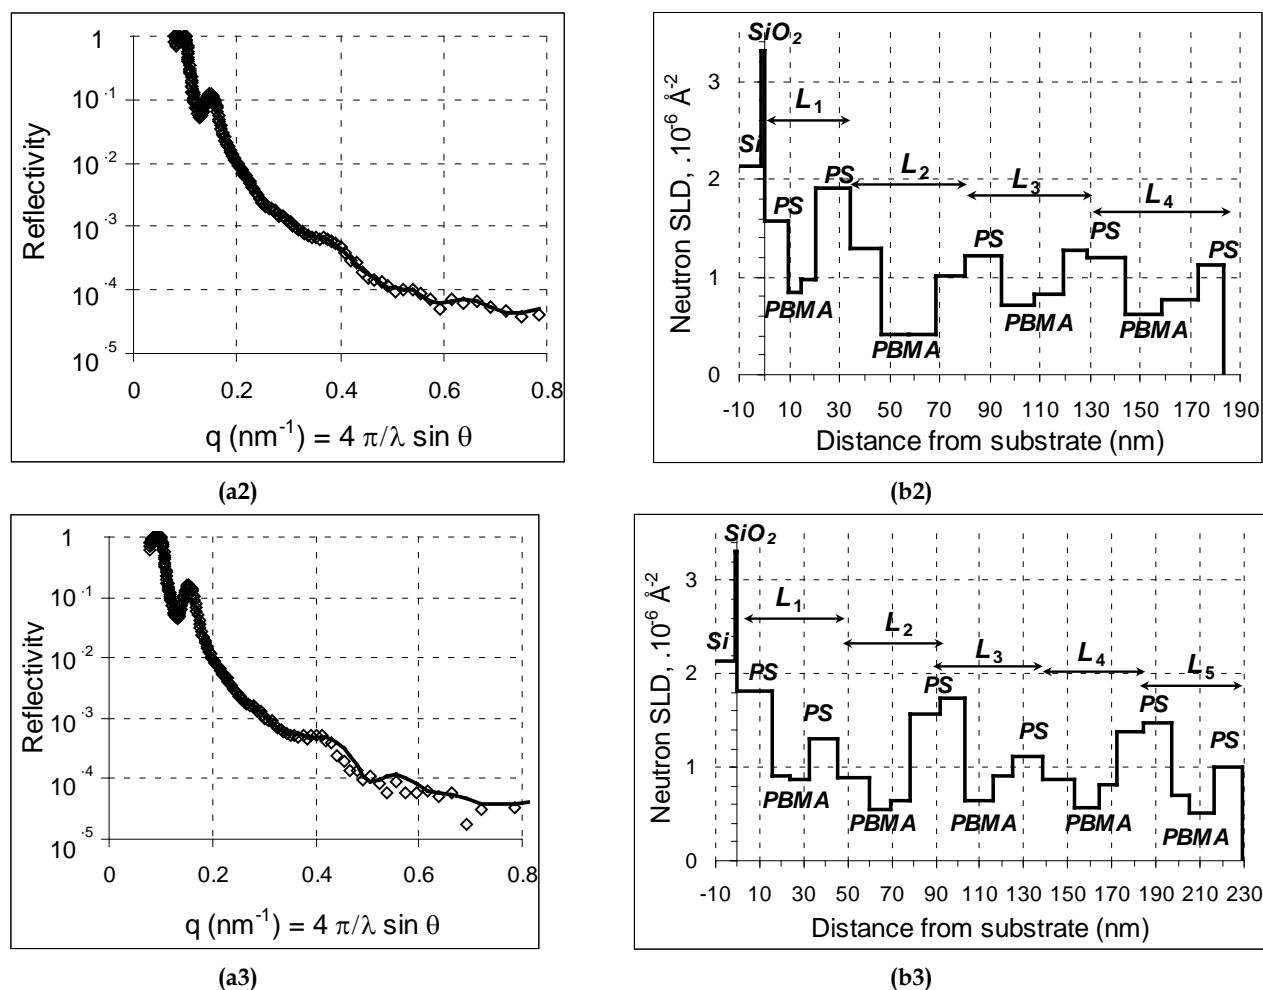 Reflectivity
1
10⁻¹
10⁻²
10⁻³
10⁻⁴
10⁻⁵
0
0.2
0.4
0.6
0.8
q (nm⁻¹) = 4 π/λ sin θ
(a2)
Neutron SLD, .10⁻⁶ Å⁻²
3
2
1
0
SiO₂
Si
L₁
L₂
L₃
L₄
PS
PS
PS
PS
PS
PBMA
PBMA
PBMA
PBMA
-10 10 30 50 70 90 110 130 150 170 190
Distance from substrate (nm)
(b2)
Reflectivity
1
10⁻¹
10⁻²
10⁻³
10⁻⁴
10⁻⁵
0
0.2
0.4
0.6
0.8
q (nm⁻¹) = 4 π/λ sin θ
(a3)
Neutron SLD, .10⁻⁶ Å⁻²
3
2
1
0
SiO₂
Si
L₁
L₂
L₃
L₄
L₅
PS
PS
PS
PS
PS
PS
PBMA
PBMA
PBMA
PBMA
PBMA
-10 10 30 50 70 90 110 130 150 170 190 210 230
Distance from substrate (nm)
(b3)